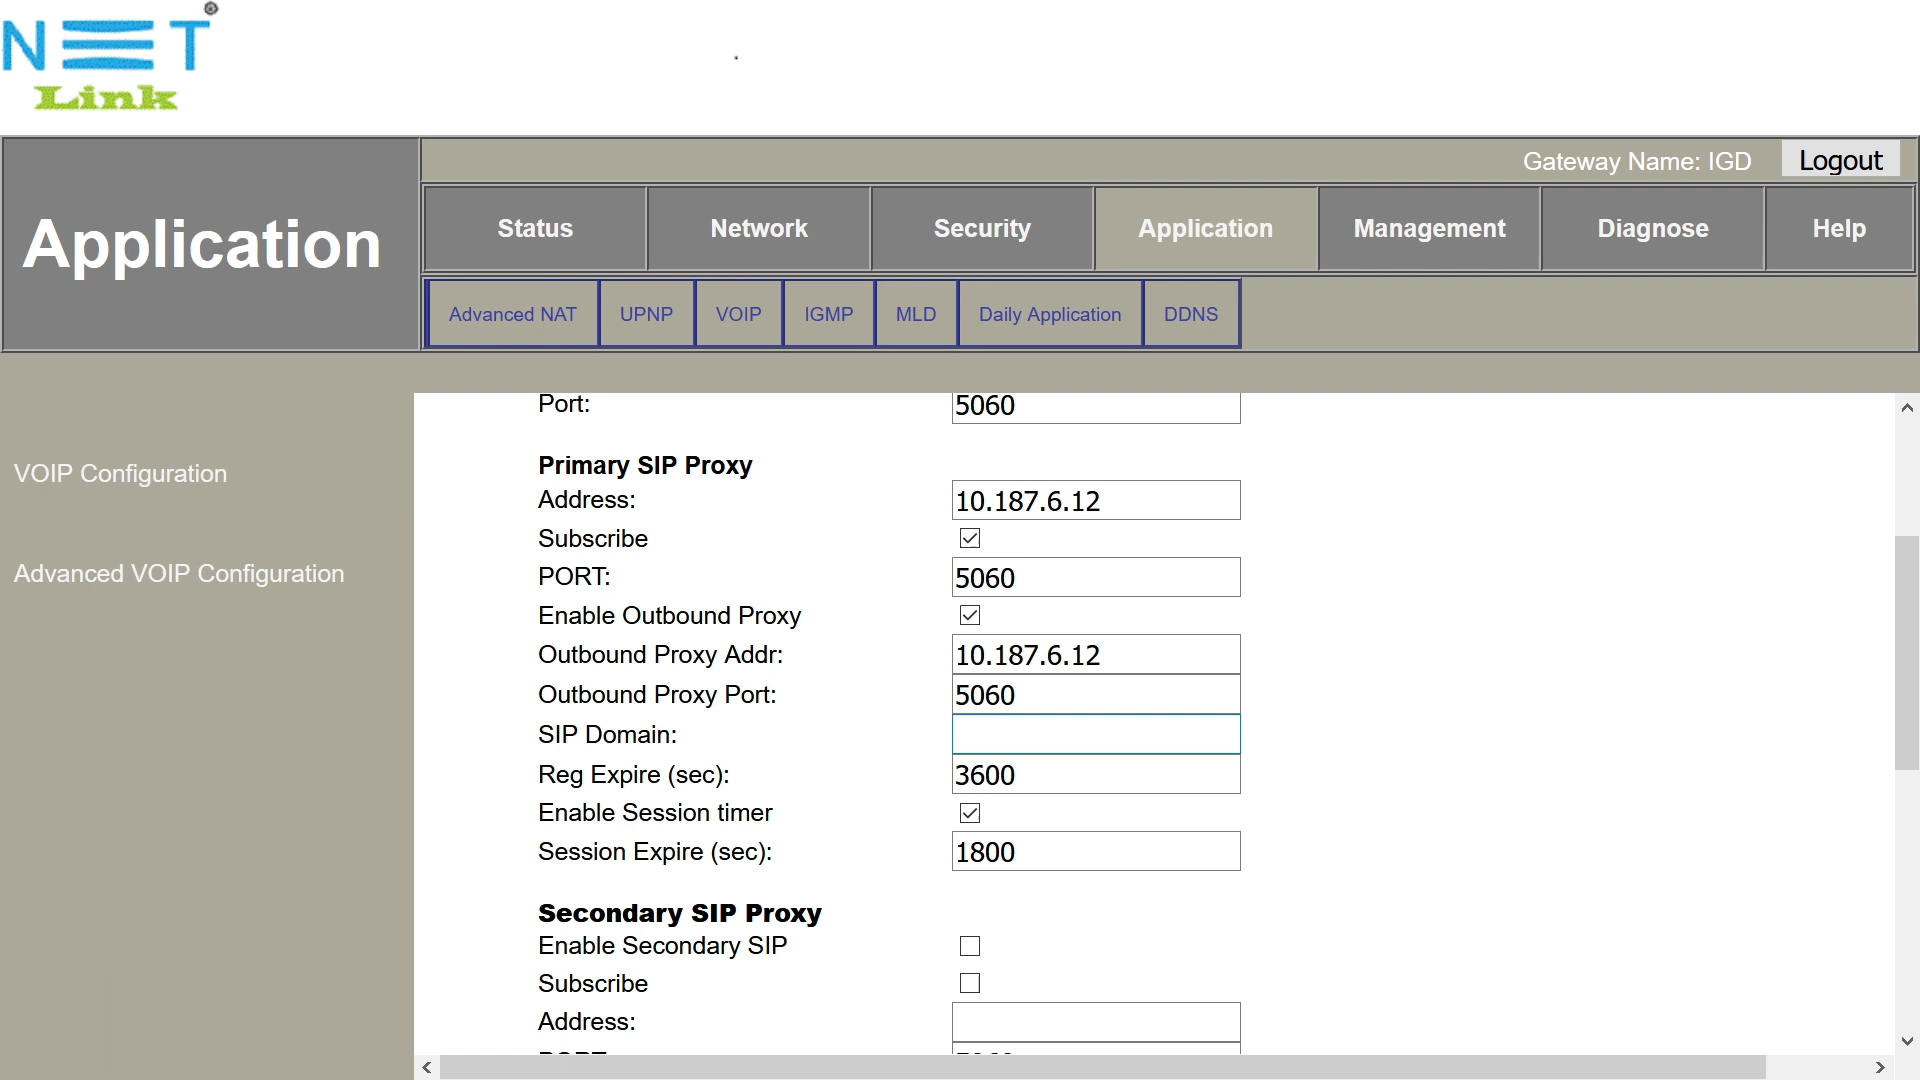 NET
Link
Gateway Name: IGD
Logout
Application
Status
Network
Security
Application
Management
Diagnose
Help
Advanced NAT
UPNP
VOIP
IGMP
MLD
Daily Application
DDNS
VOIP Configuration
Advanced VOIP Configuration
Port: 5060
Primary SIP Proxy
Address: 10.187.6.12
Subscribe
PORT: 5060
Enable Outbound Proxy
Outbound Proxy Addr: 10.187.6.12
Outbound Proxy Port: 5060
SIP Domain:
Reg Expire (sec): 3600
Enable Session timer
Session Expire (sec): 1800
Secondary SIP Proxy
Enable Secondary SIP
Subscribe
Address: